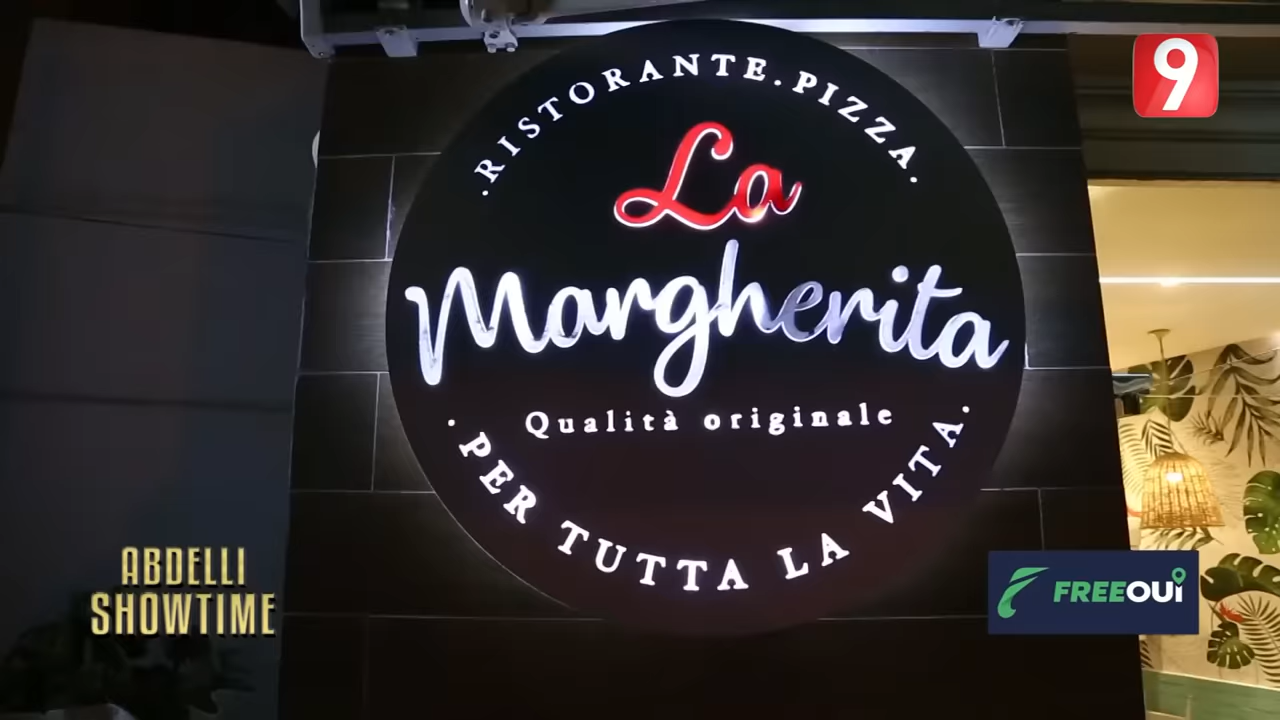 9
.RISTORANTE.PIZZA.
La
Margherita
Qualità originale
.PER TUTTA LA VITA.
ABDELLI
SHOWTIME
FREEOUI